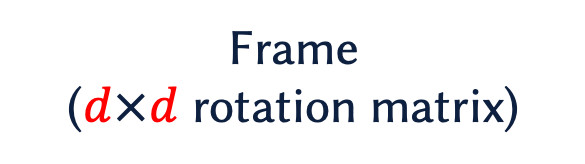 Frame
(d×d rotation matrix)